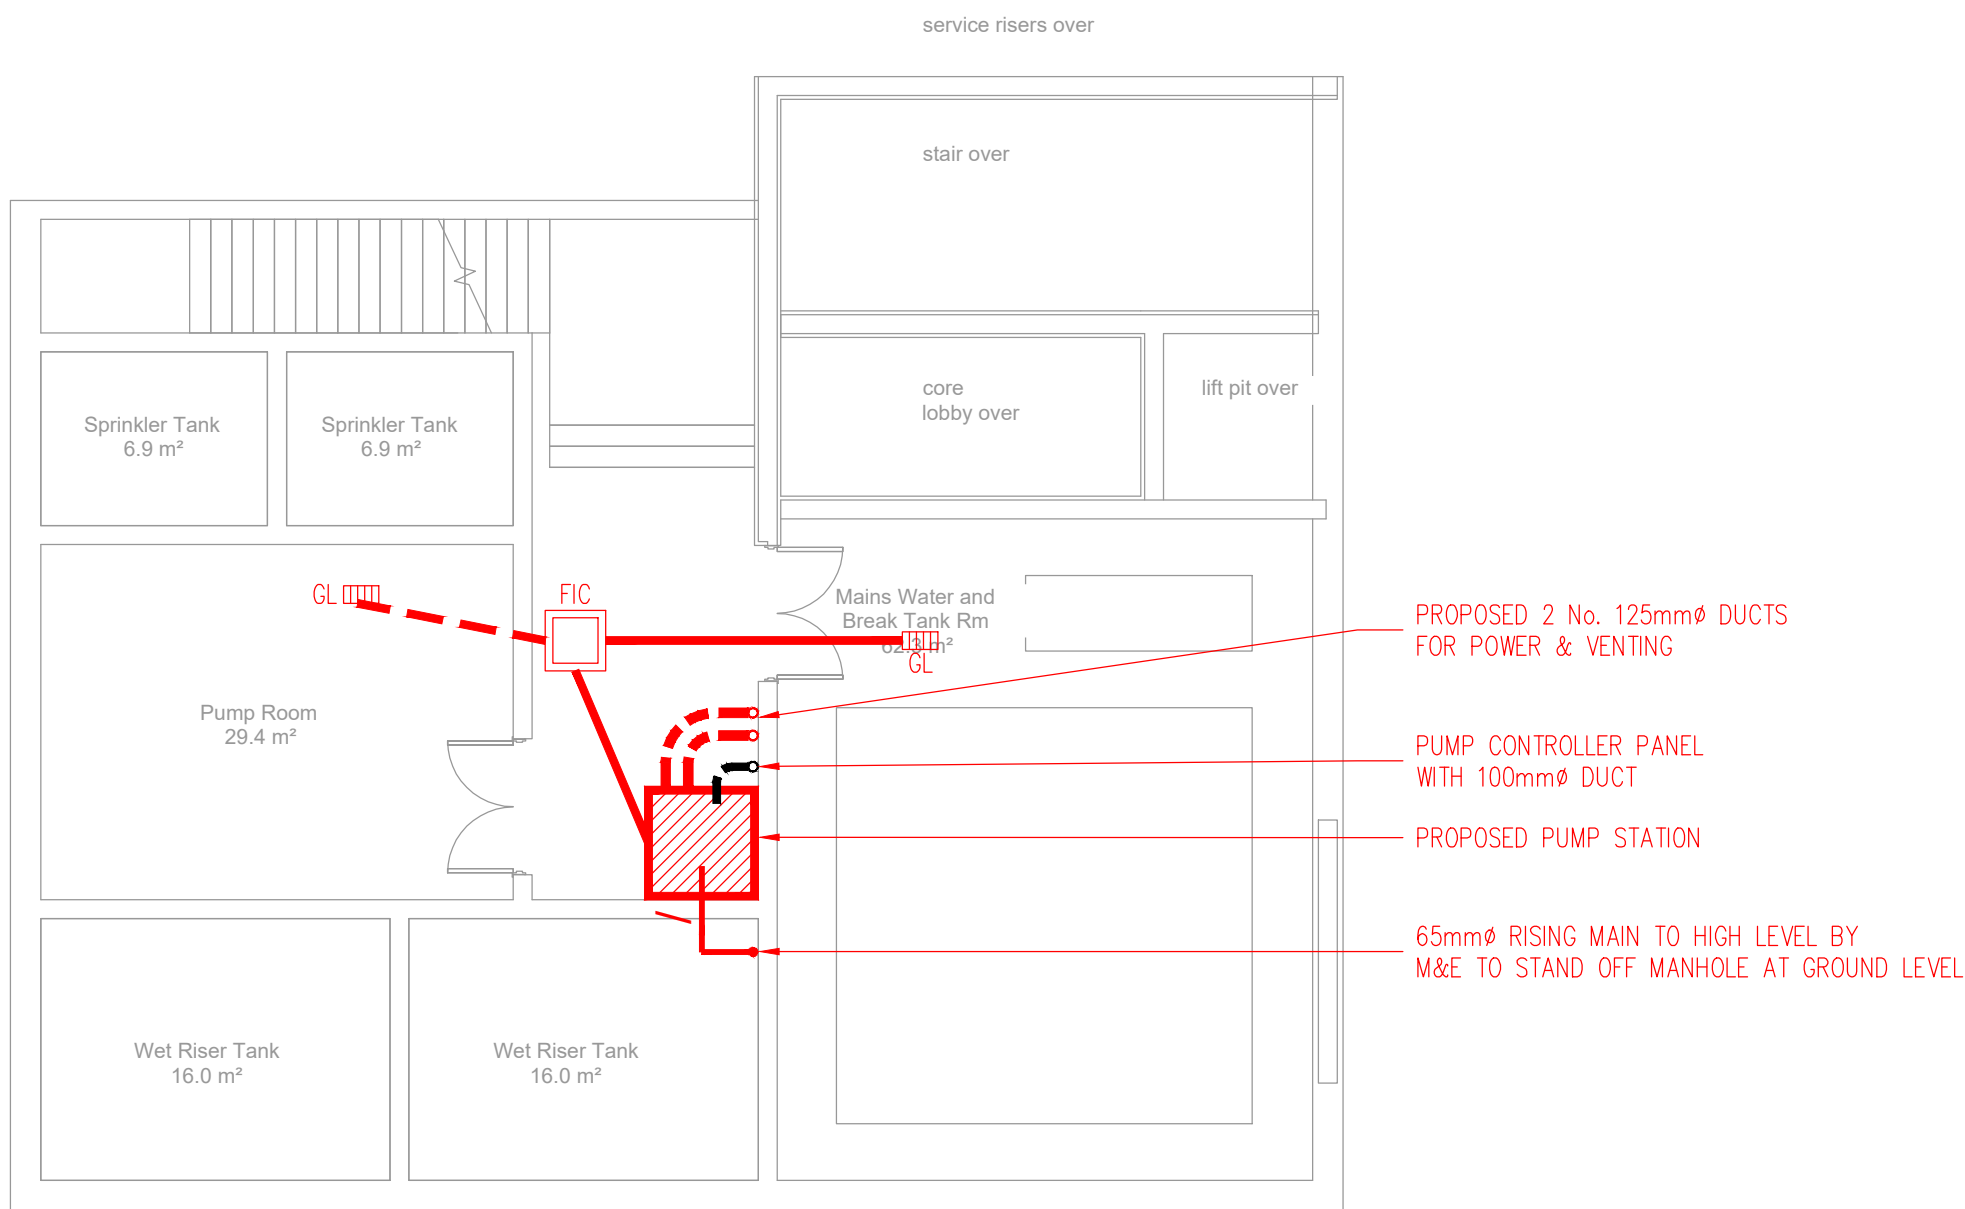 service risers over
stair over
core
lobby over
lift pit over
Sprinkler Tank
6.9 m²
Sprinkler Tank
6.9 m²
GL
FIC
Mains Water and
Break Tank Rm
62.3 m²
GL
PROPOSED 2 No. 125mmø DUCTS
FOR POWER & VENTING
Pump Room
29.4 m²
PUMP CONTROLLER PANEL
WITH 100mmø DUCT
PROPOSED PUMP STATION
65mmø RISING MAIN TO HIGH LEVEL BY
M&E TO STAND OFF MANHOLE AT GROUND LEVEL
Wet Riser Tank
16.0 m²
Wet Riser Tank
16.0 m²